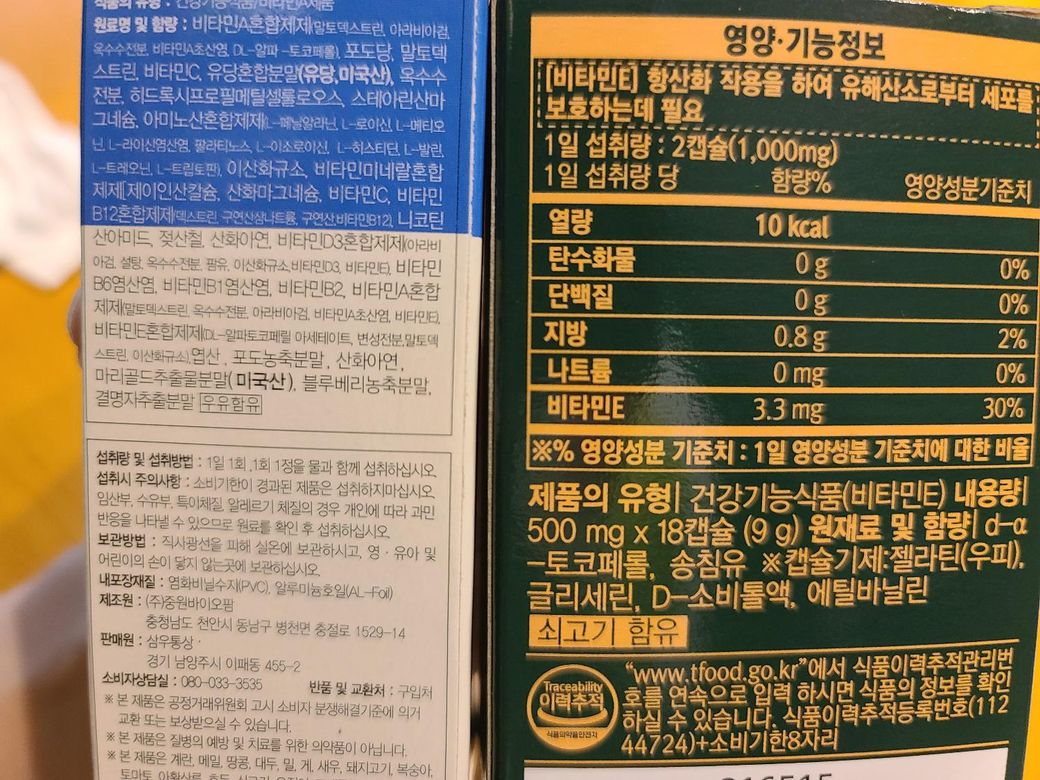 식품의 유형 : 건강기능식품/비타민A제품
원료명 및 함량 : 비타민A혼합제제(말토덱스트린, 아라비아검,
옥수수전분, 비타민A초산염, DL-알파-토코페롤), 포도당, 말토덱
스트린, 비타민C, 유당혼합분말(유당,미국산), 옥수수
전분, 히드록시프로필메틸셀룰로오스, 스테아린산마
그네슘, 아미노산혼합제제(L-페닐알라닌, L-로이신, L-메티오
닌, L-라이신염산염, 팔라티노스, L-이소로이신, L-히스티딘, L-발린,
L-트레오닌, L-트립토판), 이산화규소, 비타민미네랄혼합
제제[제이인산칼슘, 산화마그네슘, 비타민C, 비타민
B12혼합제제(덱스트린, 구연산삼나트륨, 구연산,비타민B12), 니코틴
산아미드, 젖산철, 산화아연, 비타민D3혼합제제(아라비
아검, 설탕, 옥수수전분, 팜유, 이산화규소,비타민D3, 비타민E), 비타민
B6염산염, 비타민B1염산염, 비타민B2, 비타민A혼합
제제(말토덱스트린, 옥수수전분, 아라비아검, 비타민A초산염, 비타민E),
비타민E혼합제제(DL-알파토코페릴 아세테이트, 변성전분,말토덱
스트린, 이산화규소),엽산, 포도농축분말, 산화아연,
마리골드추출물분말(미국산), 블루베리농축분말,
결명자추출분말 우유함유
섭취량 및 섭취방법 : 1일 1회 ,1회 1정을 물과 함께 섭취하십시오.
섭취시 주의사항 : 소비기한이 경과된 제품은 섭취하지마십시오,
임산부, 수유부, 특이체질, 알레르기 체질의 경우 개인에 따라 과민
반응을 나타낼 수 있으므로 원료를 확인 후 섭취하십시오.
보관방법 : 직사광선을 피해 실온에 보관하시고, 영·유아 및
어린이의 손이 닿지 않는곳에 보관하십시오.
내포장재질 : 염화비닐수지(PVC), 알루미늄호일(AL-Foil)
제조원 : (주)중원바이오팜
충청남도 천안시 동남구 병천면 충절로 1529-14
판매원 : 삼우통상
경기 남양주시 이패동 455-2
소비자상담실 : 080-033-3535 반품 및 교환처 : 구입처
※ 본 제품은 공정거래위원회 고시 소비자 분쟁해결기준에 의거
교환 또는 보상받으실 수 있습니다.
※ 본 제품은 질병의 예방 및 치료를 위한 의약품이 아닙니다.
※ 본 제품은 계란, 메밀, 땅콩, 대두, 밀, 게, 새우, 돼지고기, 복숭아,
토마토, 아황산류, 호두,
영양·기능정보
[비타민E] 항산화 작용을 하여 유해산소로부터 세포를
보호하는데 필요
1일 섭취량 : 2캡슐(1,000mg)
1일 섭취량 당 함량% 영양성분기준치
열량 10 kcal
탄수화물 0 g 0%
단백질 0 g 0%
지방 0.8 g 2%
나트륨 0 mg 0%
비타민E 3.3 mg 30%
※% 영양성분 기준치 : 1일 영양성분 기준치에 대한 비율
제품의 유형| 건강기능식품(비타민E) 내용량|
500 mg x 18캡슐 (9 g) 원재료 및 함량| d-α
-토코페롤, 송침유 ※캡슐기제:젤라틴(우피),
글리세린, D-소비톨액, 에틸바닐린
쇠고기 함유
Traceability
이력추적
식품의약품안전처
"www.tfood.go.kr"에서 식품이력추적관리번
호를 연속으로 입력 하시면 식품의 정보를 확인
하실 수 있습니다. 식품이력추적등록번호(112
44724)+소비기한8자리